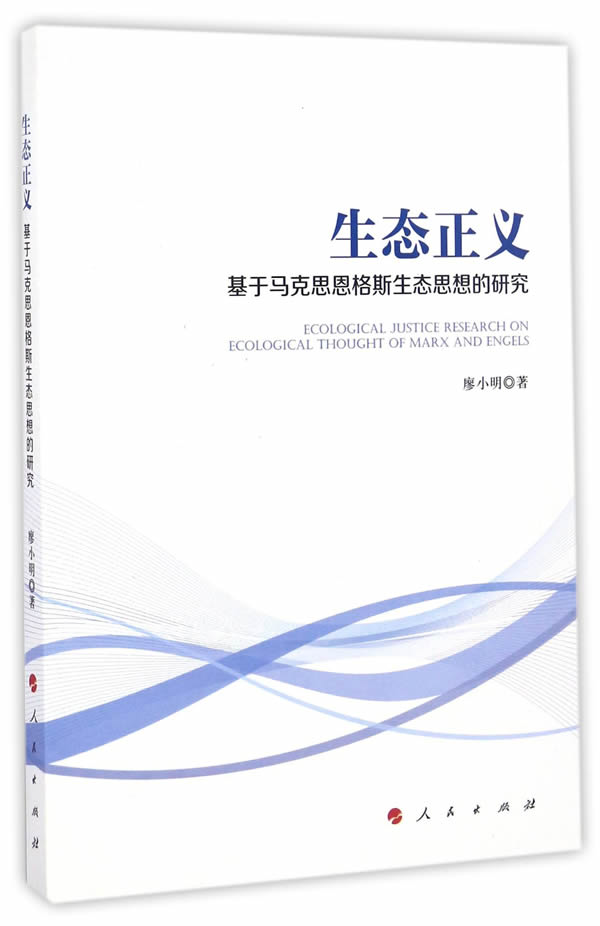 生态正义
基于马克思恩格斯生态思想的研究
ECOLOGICAL JUSTICE RESEARCH ON
ECOLOGICAL THOUGHT OF MARX AND ENGELS
廖小明◎著
人民出版社
生态正义
基于马克思恩格斯生态思想的研究
廖小明◎著
人民出版社